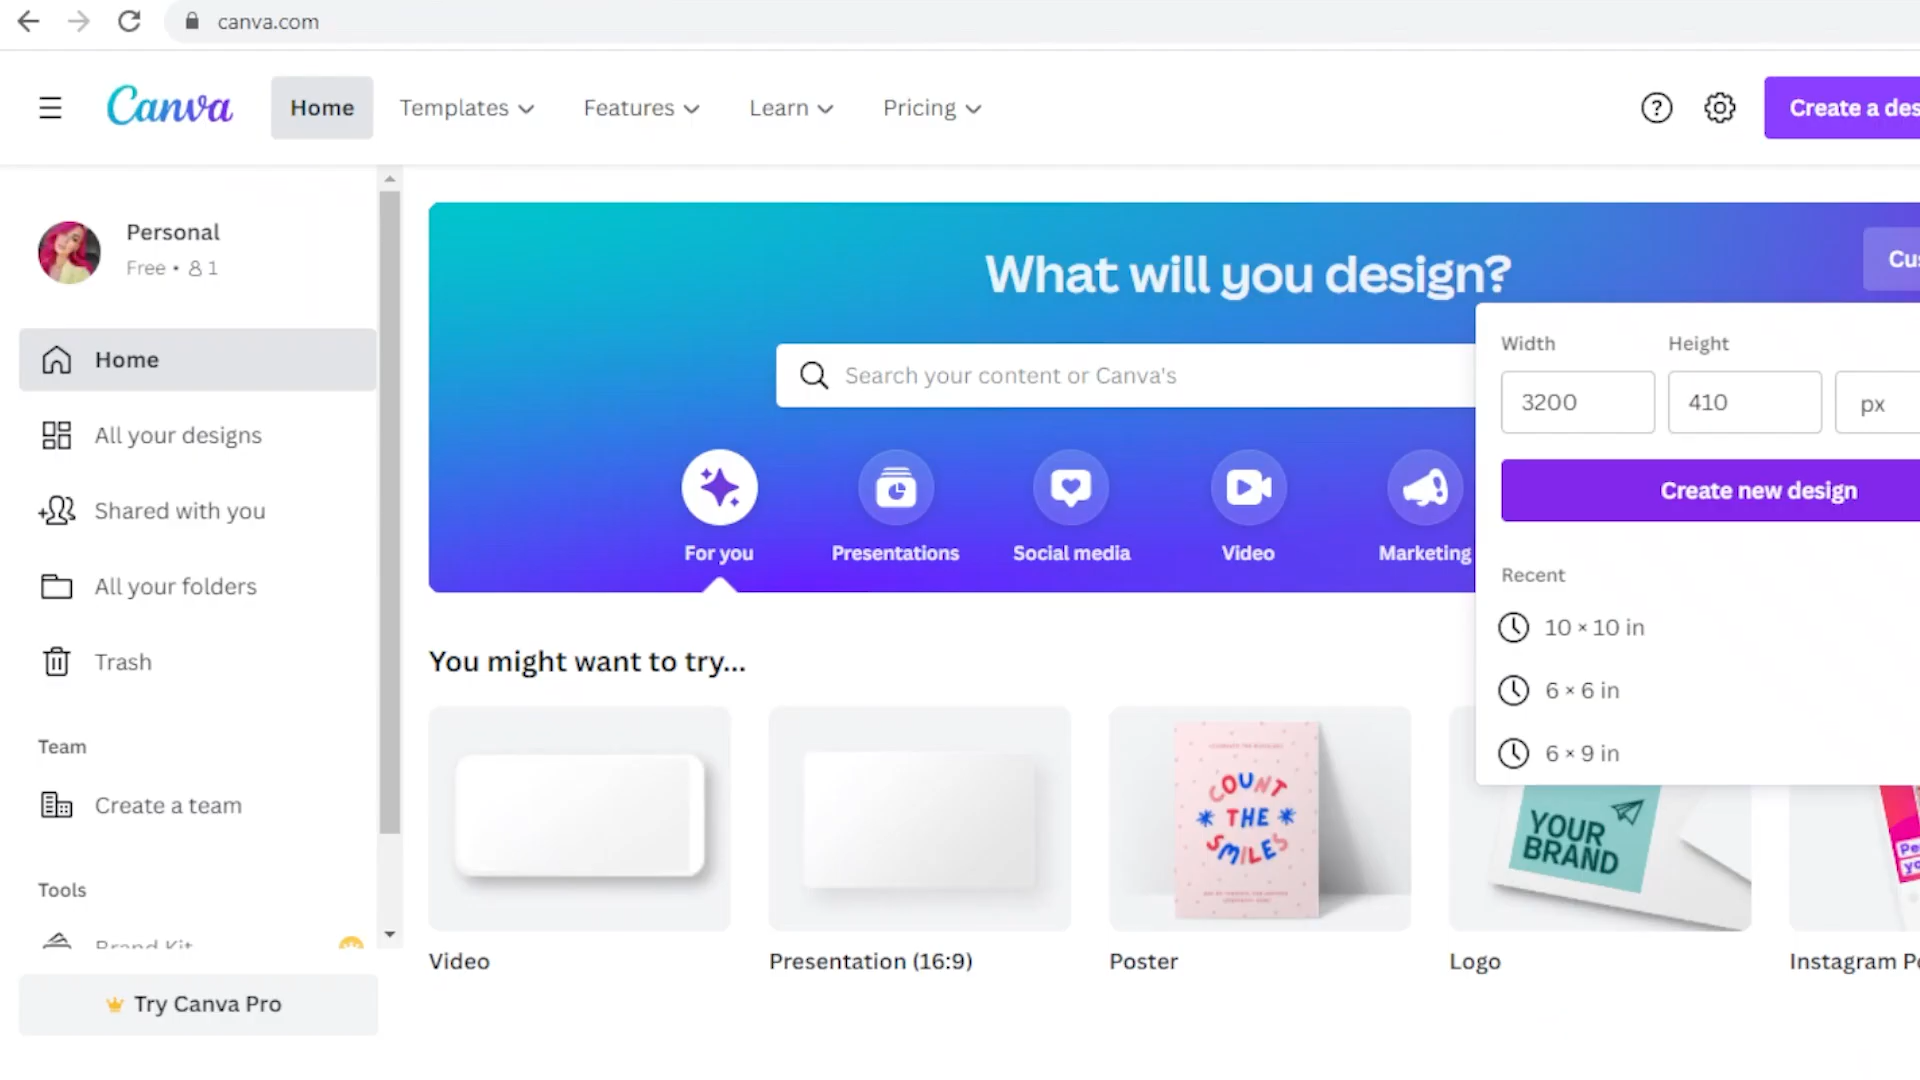 canva.com
Canva
Home
Templates
Features
Learn
Pricing
Create a des
Personal
Free • 1
Home
All your designs
Shared with you
All your folders
Trash
Team
Create a team
Tools
Brand Kit
Try Canva Pro
What will you design?
Cus
Search your content or Canva's
For you
Presentations
Social media
Video
Marketing
Width
Height
3200
410
px
Create new design
Recent
10 × 10 in
6 × 6 in
6 × 9 in
You might want to try...
COUNT
THE
SMILES
YOUR
BRAND
Video
Presentation (16:9)
Poster
Logo
Instagram Po